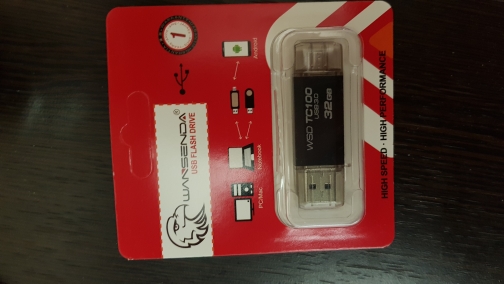 WANSENDA®
USB FLASH DRIVE
1
Android
Notebook
PC/Mac
WSD TC100
USB3.0
32GB
HIGH SPEED · HIGH PERFORMANCE